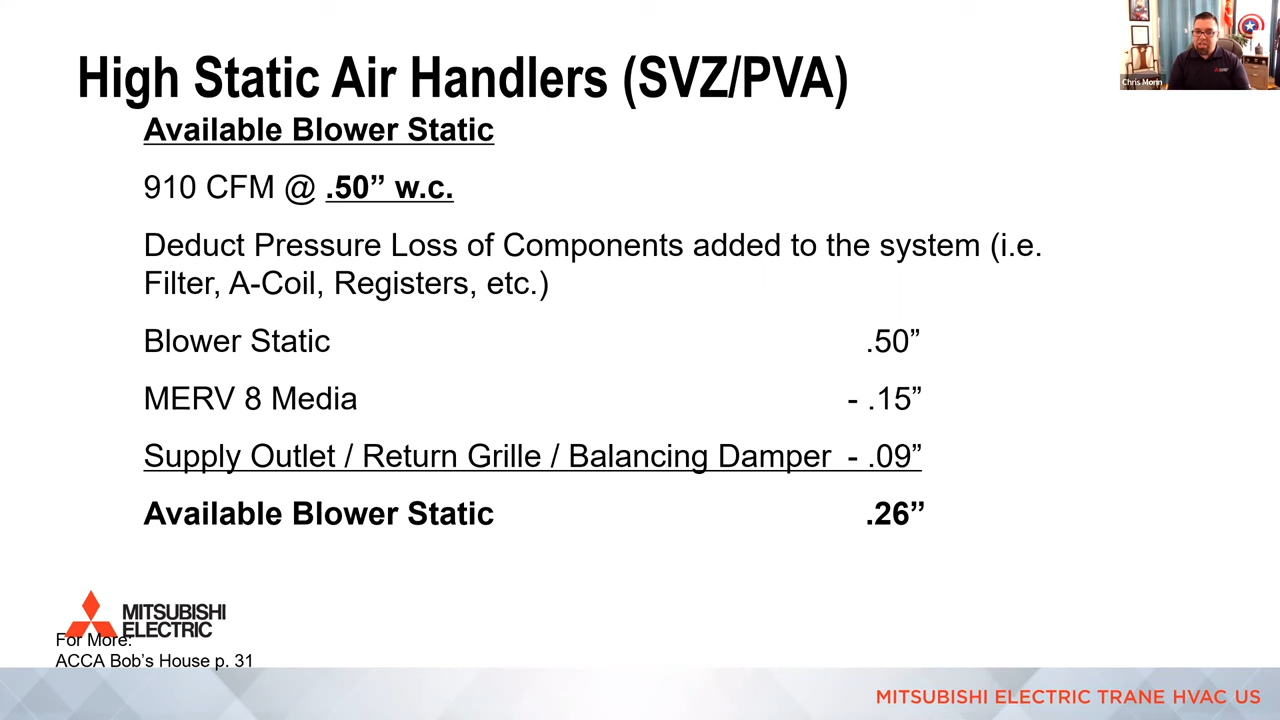 High Static Air Handlers (SVZ/PVA)
Chris Morin
Available Blower Static
910 CFM @ .50” w.c.
Deduct Pressure Loss of Components added to the system (i.e.
Filter, A-Coil, Registers, etc.)
Blower Static .50”
MERV 8 Media - .15”
Supply Outlet / Return Grille / Balancing Damper - .09”
Available Blower Static .26”
MITSUBISHI
ELECTRIC
For More:
ACCA Bob’s House p. 31
MITSUBISHI ELECTRIC TRANE HVAC US